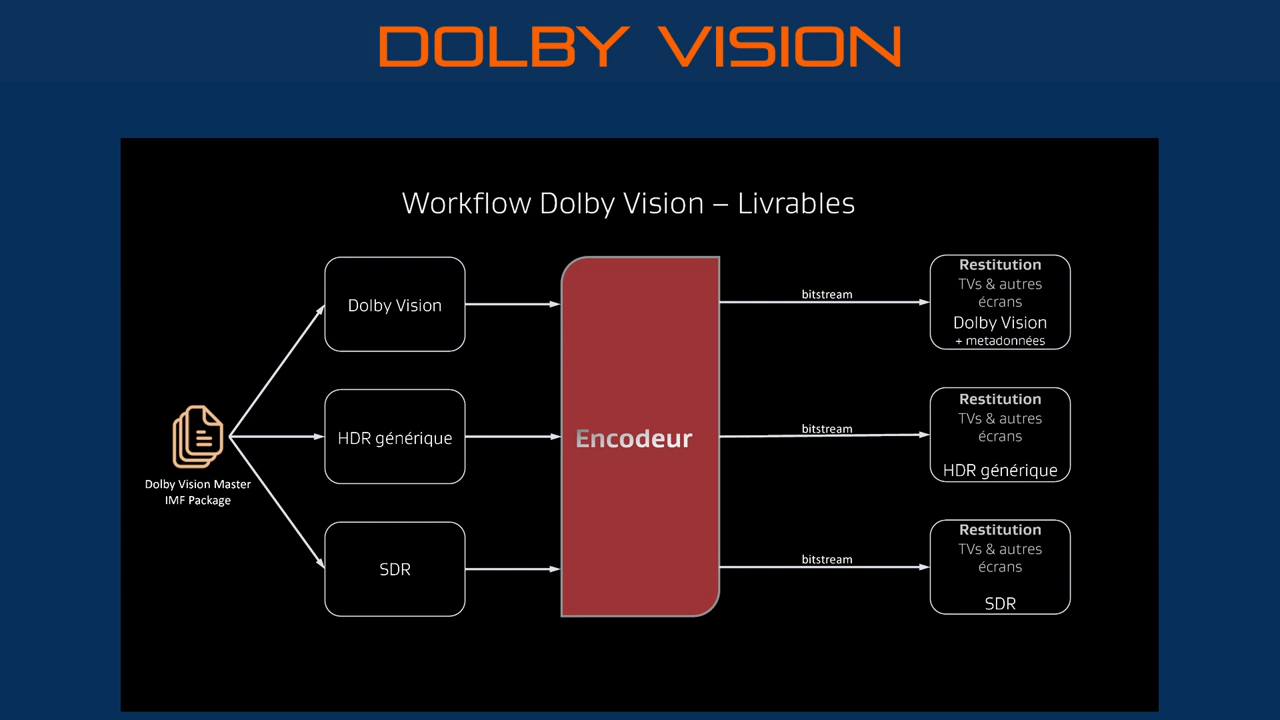 DOLBY VISION
Workflow Dolby Vision – Livrables
Dolby Vision Master
IMF Package
Dolby Vision
HDR générique
SDR
Encodeur
bitstream
bitstream
bitstream
Restitution
TVs & autres
écrans
Dolby Vision
+ metadonnées
Restitution
TVs & autres
écrans
HDR générique
Restitution
TVs & autres
écrans
SDR